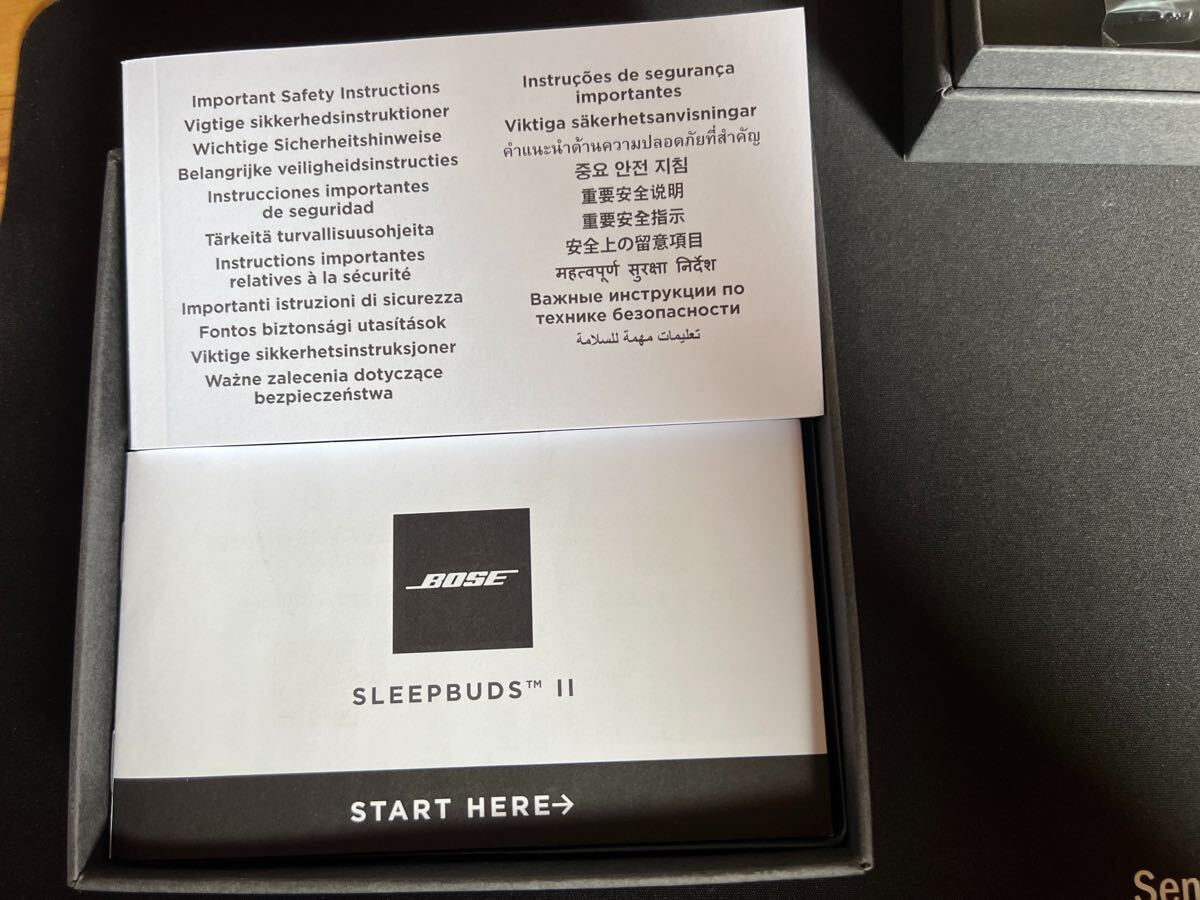 Important Safety Instructions
Vigtige sikkerhedsinstruktioner
Wichtige Sicherheitshinweise
Belangrijke veiligheidsinstructies
Instrucciones importantes
de seguridad
Tärkeitä turvallisuusohjeita
Instructions importantes
relatives à la sécurité
Importanti istruzioni di sicurezza
Fontos biztonsági utasítások
Viktige sikkerhetsinstruksjoner
Ważne zalecenia dotyczące
bezpieczeństwa
Instruções de segurança
importantes
Viktiga säkerhetsanvisningar
คำแนะนำด้านความปลอดภัยที่สำคัญ
중요 안전 지침
重要安全说明
重要安全指示
安全上の留意項目
महत्वपूर्ण सुरक्षा निर्देश
Важные инструкции по
технике безопасности
تعليمات مهمة للسلامة
BOSE
SLEEPBUDS™ II
START HERE→
Sen